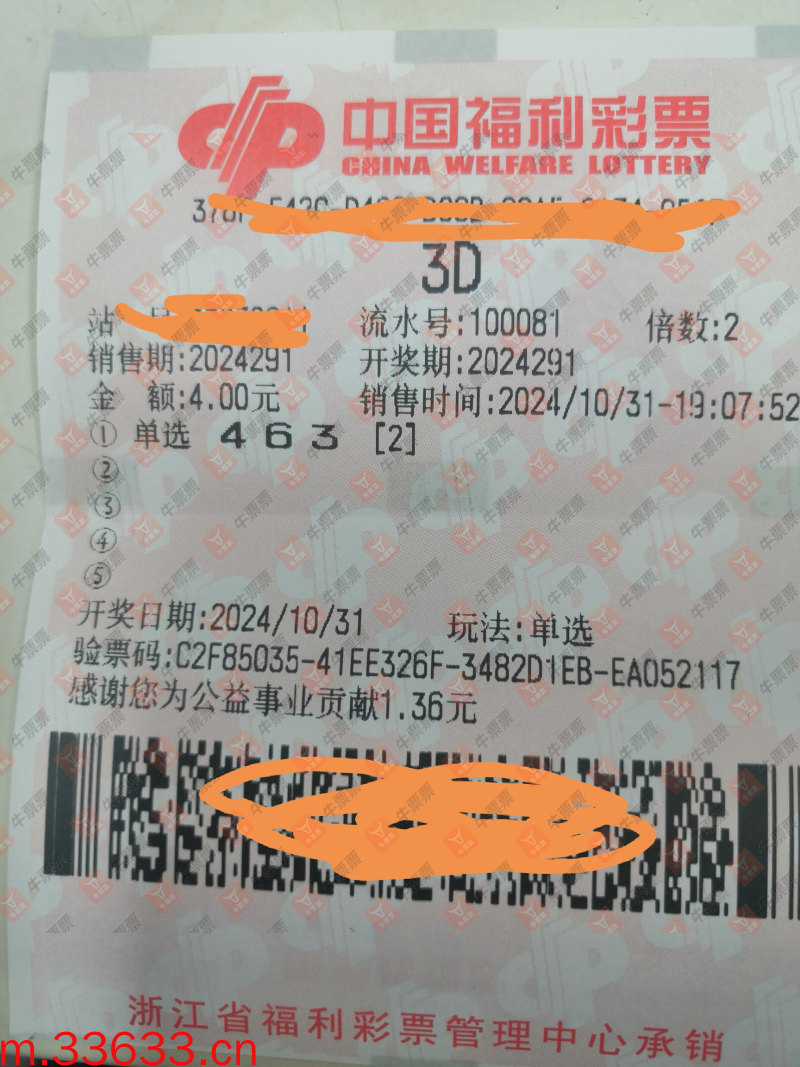 中国福利彩票
CHINA WELFARE LOTTERY
3D
站 号 流水号:100081 倍数:2
销售期:2024291 开奖期:2024291
金 额:4.00元 销售时间:2024/10/31-19:07:52
① 单选 4 6 3 [2]
②
③
④
⑤
开奖日期:2024/10/31 玩法:单选
验票码:C2F85035-41EE326F-3482D1EB-EA052117
感谢您为公益事业贡献1.36元
浙江省福利彩票管理中心承销
m.33633.cn
牛票票